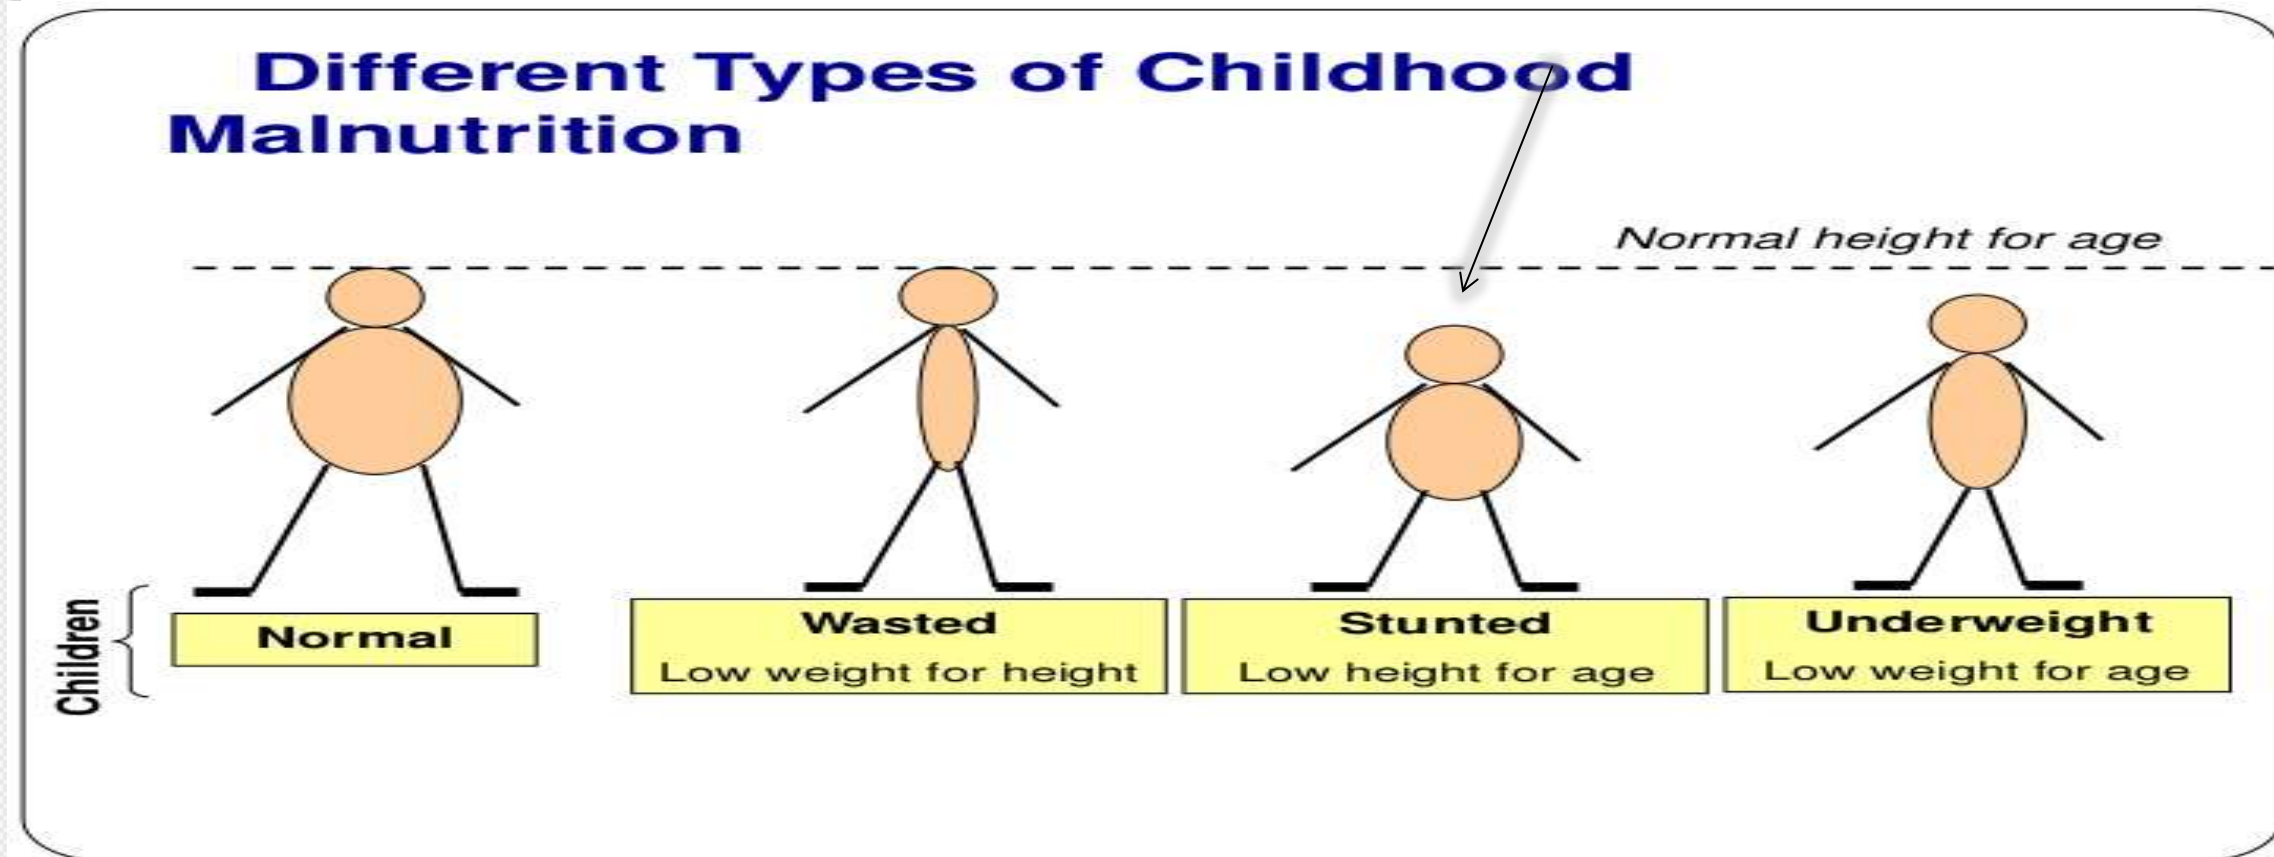 Different Types of Childhood
Malnutrition
Normal height for age
Children
Normal
Wasted
Low weight for height
Stunted
Low height for age
Underweight
Low weight for age